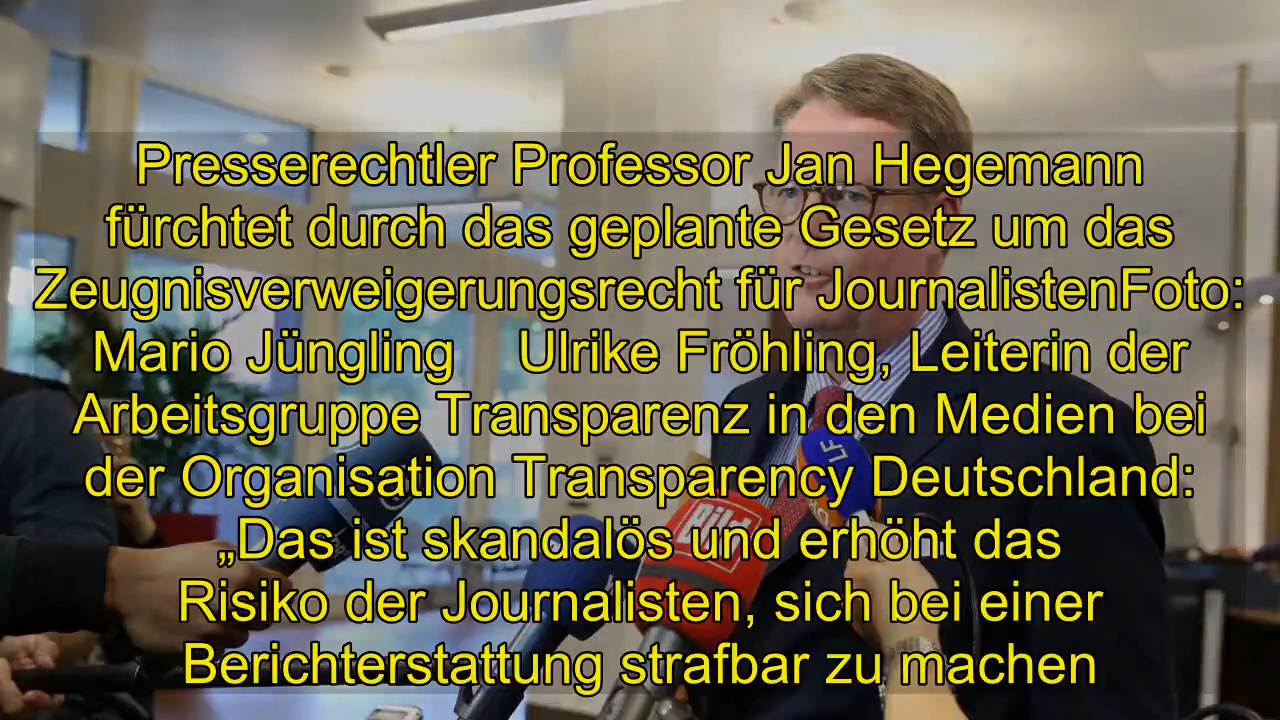 Presserechtler Professor Jan Hegemann
fürchtet durch das geplante Gesetz um das
Zeugnisverweigerungsrecht für JournalistenFoto:
Mario Jüngling Ulrike Fröhling, Leiterin der
Arbeitsgruppe Transparenz in den Medien bei
der Organisation Transparency Deutschland:
„Das ist skandalös und erhöht das
Risiko der Journalisten, sich bei einer
Berichterstattung strafbar zu machen
LF
Bild